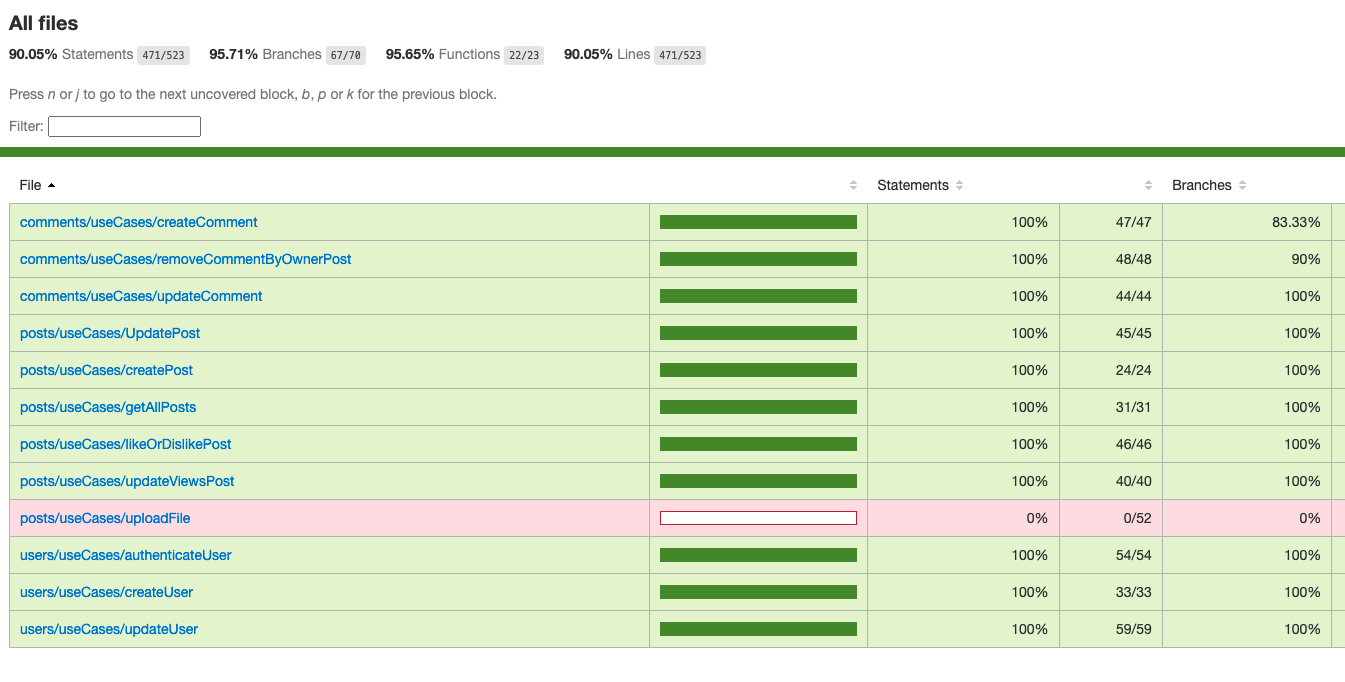 All files
90.05% Statements 471/523 95.71% Branches 67/70 95.65% Functions 22/23 90.05% Lines 471/523
Press n or j to go to the next uncovered block, b, p or k for the previous block.
Filter:
File Statements Branches
comments/useCases/createComment 100% 47/47 83.33%
comments/useCases/removeCommentByOwnerPost 100% 48/48 90%
comments/useCases/updateComment 100% 44/44 100%
posts/useCases/UpdatePost 100% 45/45 100%
posts/useCases/createPost 100% 24/24 100%
posts/useCases/getAllPosts 100% 31/31 100%
posts/useCases/likeOrDislikePost 100% 46/46 100%
posts/useCases/updateViewsPost 100% 40/40 100%
posts/useCases/uploadFile 0% 0/52 0%
users/useCases/authenticateUser 100% 54/54 100%
users/useCases/createUser 100% 33/33 100%
users/useCases/updateUser 100% 59/59 100%